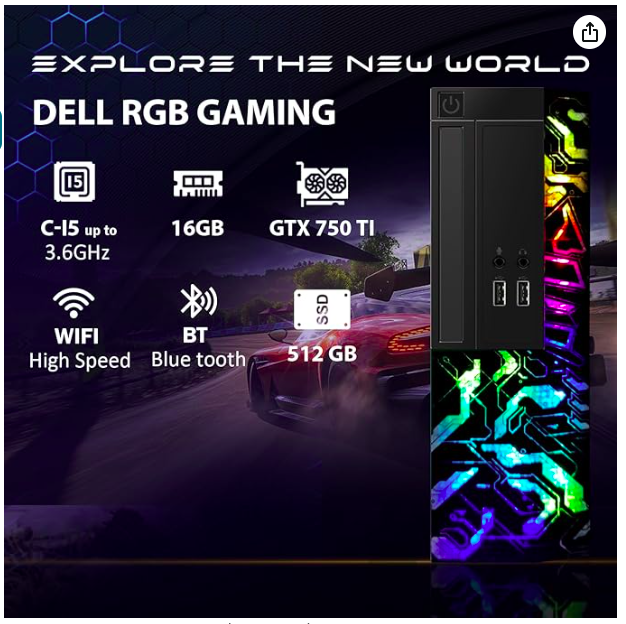 EXPLORE THE NEW WORLD
DELL RGB GAMING
I5
C-I5 up to
3.6GHz
16GB
GTX 750 TI
WIFI
High Speed
BT
Blue tooth
SSD
512 GB